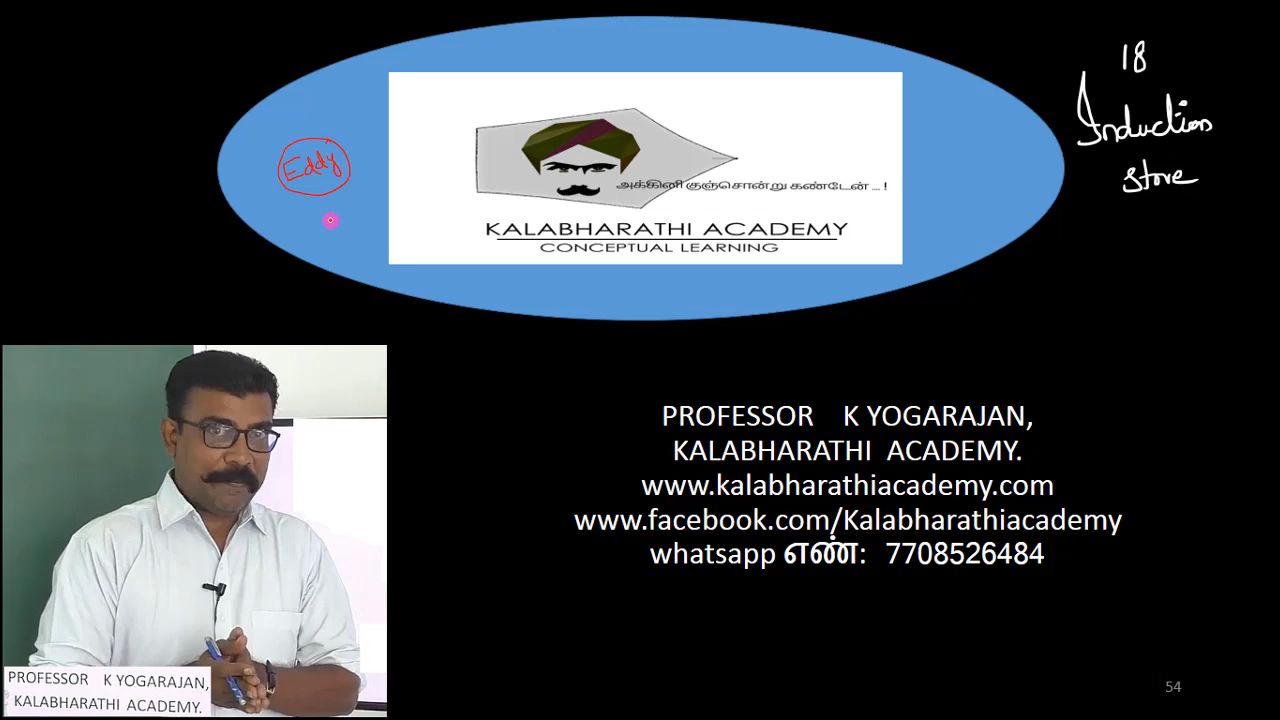 18
Induction
stove
Eddy
அக்கினி குஞ்சொன்று கண்டேன் ... !
KALABHARATHI ACADEMY
CONCEPTUAL LEARNING
PROFESSOR K YOGARAJAN,
KALABHARATHI ACADEMY.
www.kalabharathiacademy.com
www.facebook.com/Kalabharathiacademy
whatsapp எண்: 7708526484
PROFESSOR K YOGARAJAN,
KALABHARATHI ACADEMY.
54